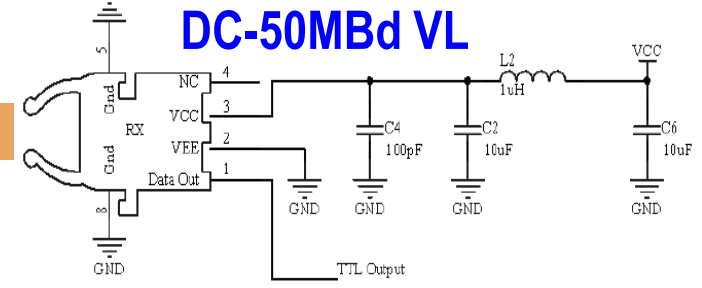 DC-50MBd VL
5
Gnd
NC 4
VCC 3
RX
VEE 2
Gnd
Data Out 1
8
GND
GND
TTL Output
C4
100pF
GND
C2
10uF
GND
L2
1uH
VCC
C6
10uF
GND